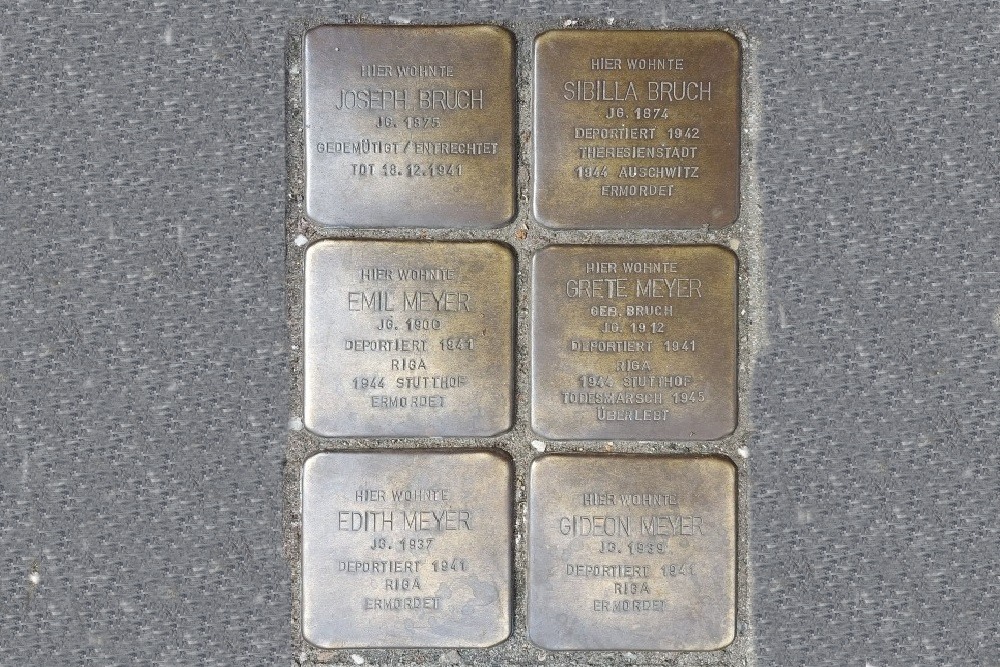 HIER WOHNTE
JOSEPH BRUCH
JG. 1875
GEDEMÜTIGT/ENTRECHTET
TOT 18.12.1941
HIER WOHNTE
SIBILLA BRUCH
JG. 1874
DEPORTIERT 1942
THERESIENSTADT
1944 AUSCHWITZ
ERMORDET
HIER WOHNTE
EMIL MEYER
JG. 1900
DEPORTIERT 1941
RIGA
1944 STUTTHOF
ERMORDET
HIER WOHNTE
GRETE MEYER
GEB. BRUCH
JG. 1912
DEPORTIERT 1941
RIGA
1944 STUTTHOF
TODESMARSCH 1945
ÜBERLEBT
HIER WOHNTE
EDITH MEYER
JG. 1937
DEPORTIERT 1941
RIGA
ERMORDET
HIER WOHNTE
GIDEON MEYER
JG. 1939
DEPORTIERT 1941
RIGA
ERMORDET